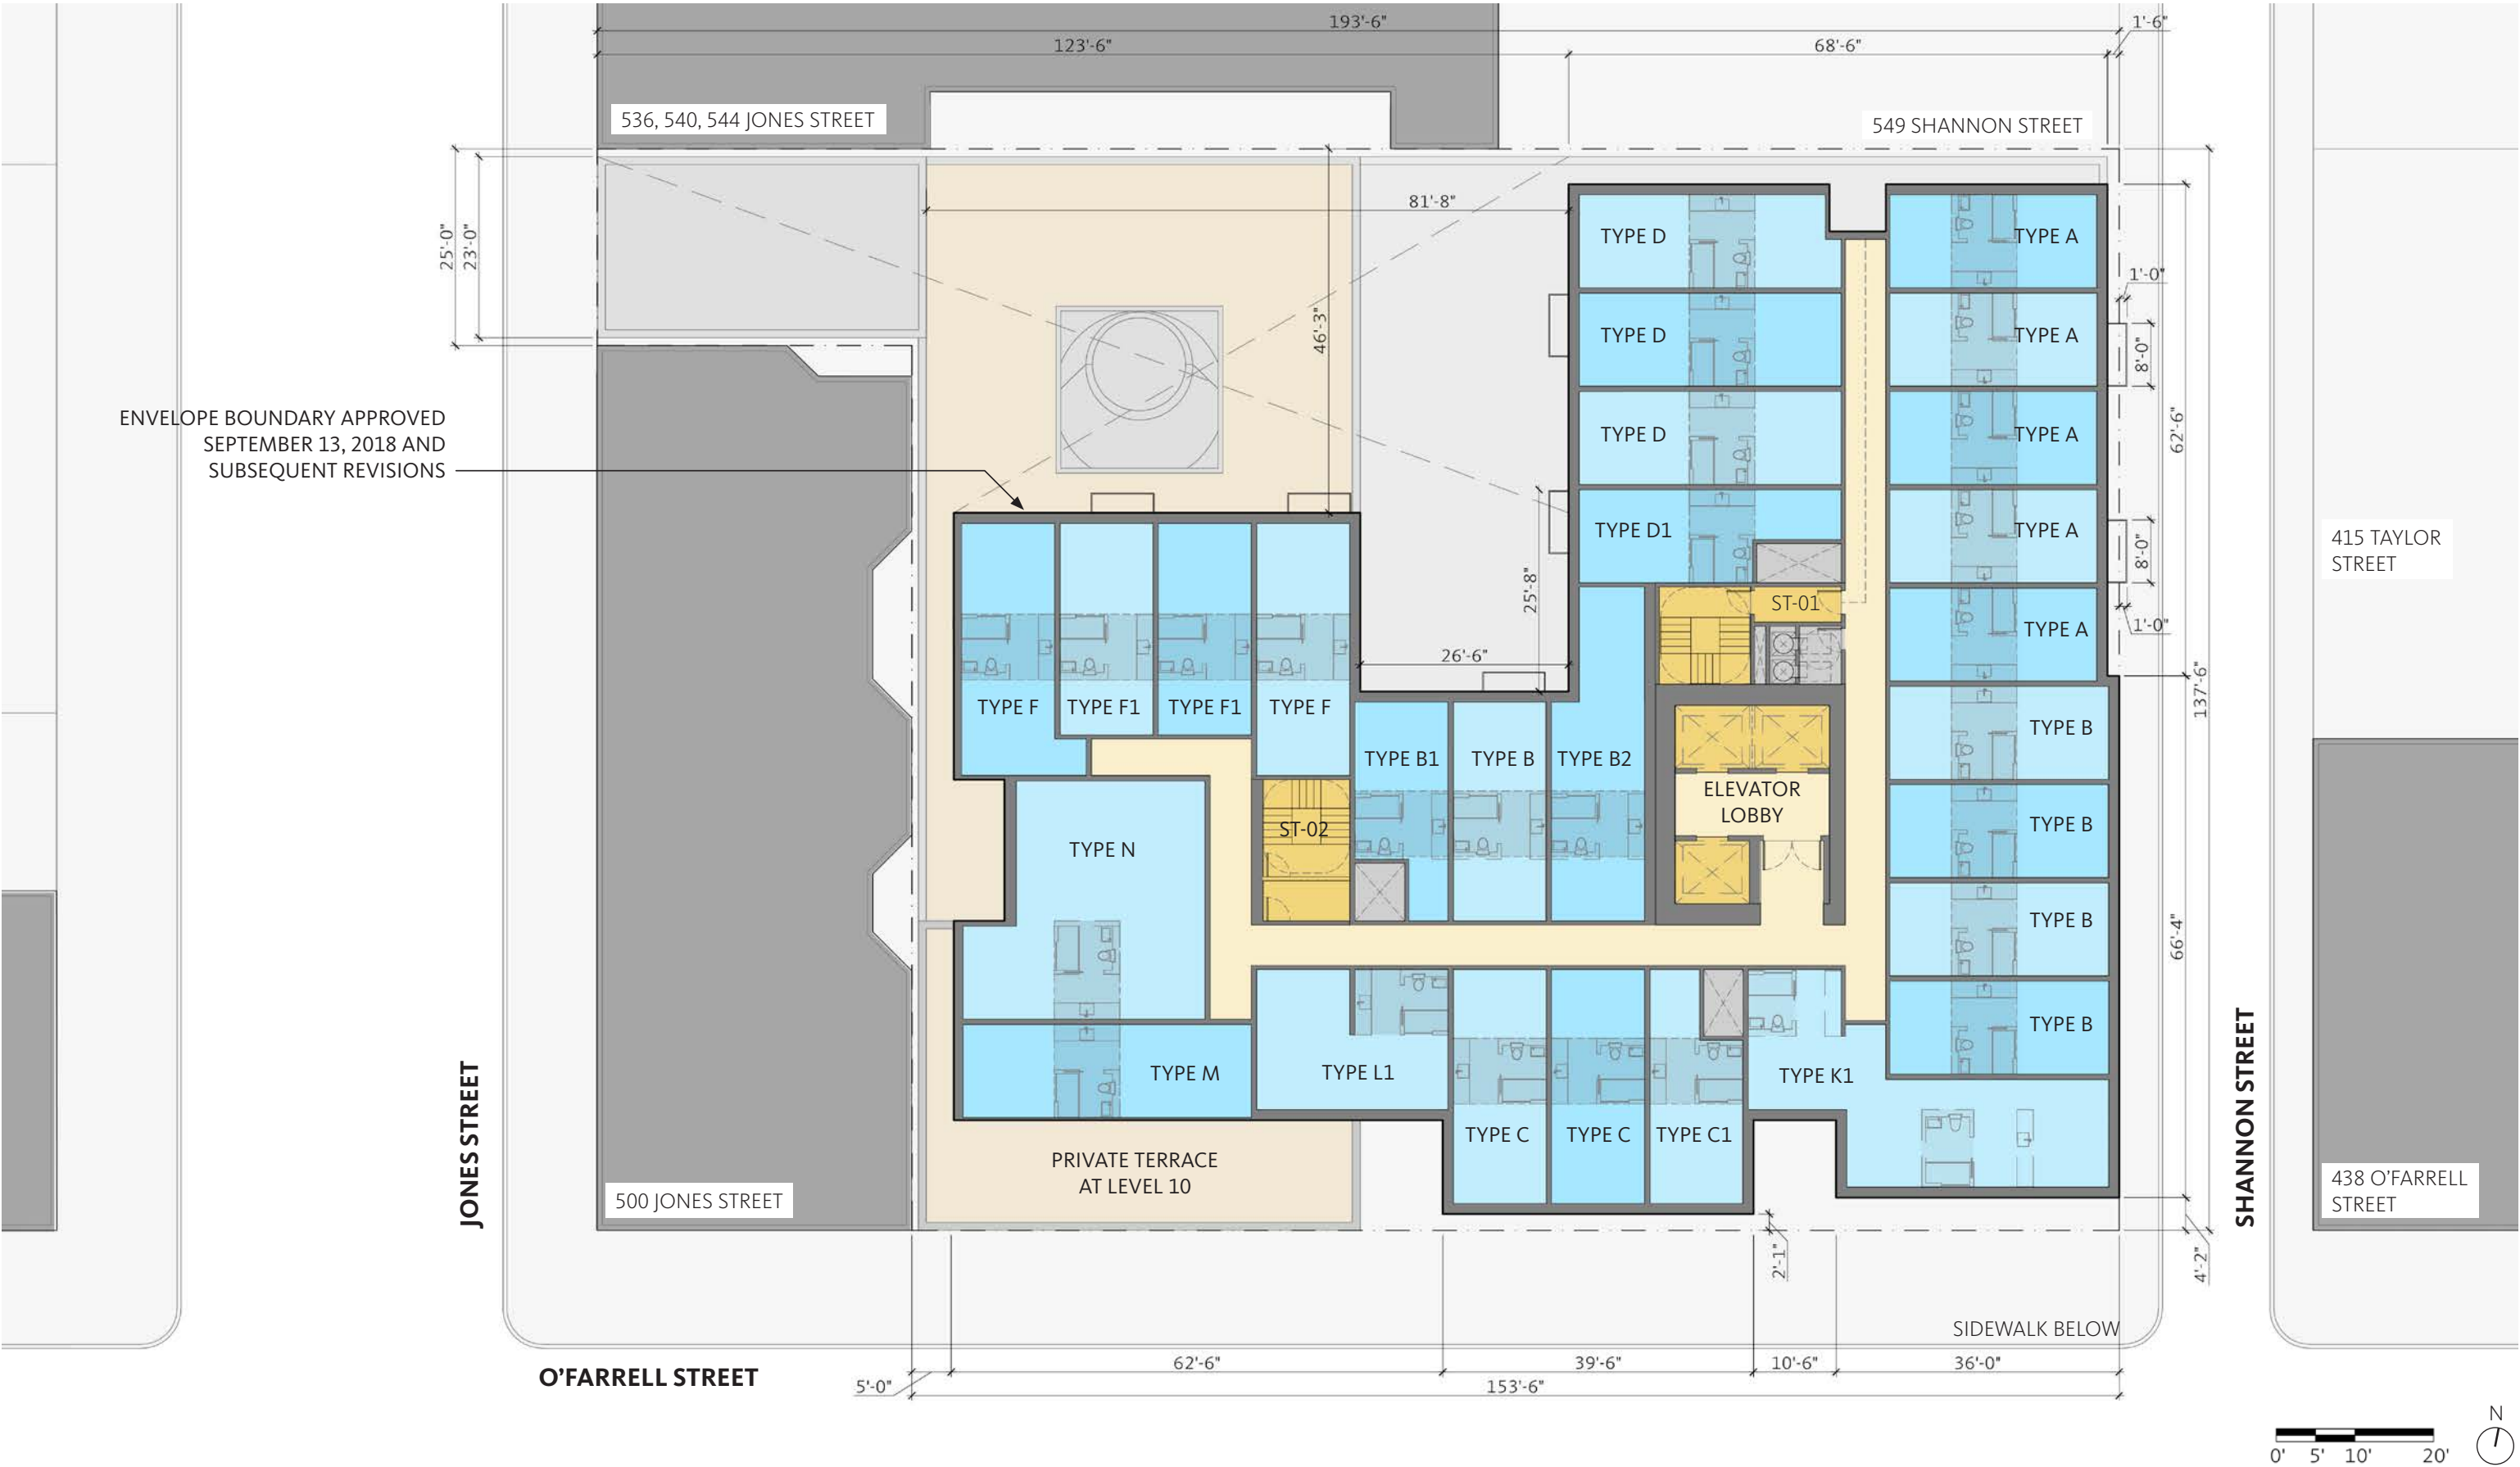 193'-6"
1'-6"
123'-6"
68'-6"
536, 540, 544 JONES STREET
549 SHANNON STREET
25'-0"
23'-0"
81'-8"
46'-3"
TYPE D
TYPE A
1'-0"
TYPE D
TYPE A
8'-0"
ENVELOPE BOUNDARY APPROVED
SEPTEMBER 13, 2018 AND
SUBSEQUENT REVISIONS
TYPE D
TYPE A
62'-6"
TYPE D1
TYPE A
8'-0"
415 TAYLOR
STREET
25'-8"
ST-01
TYPE A
1'-0"
26'-6"
137'-6"
TYPE F
TYPE F1
TYPE F1
TYPE F
TYPE B
TYPE B1
TYPE B
TYPE B2
ELEVATOR
LOBBY
TYPE B
ST-02
TYPE N
TYPE B
66'-4"
TYPE B
TYPE M
TYPE L1
TYPE K1
TYPE C
TYPE C
TYPE C1
JONES STREET
SHANNON STREET
PRIVATE TERRACE
AT LEVEL 10
500 JONES STREET
438 O'FARRELL
STREET
2'-1"
4'-2"
SIDEWALK BELOW
O'FARRELL STREET
5'-0"
62'-6"
39'-6"
10'-6"
36'-0"
153'-6"
N
0'
5'
10'
20'